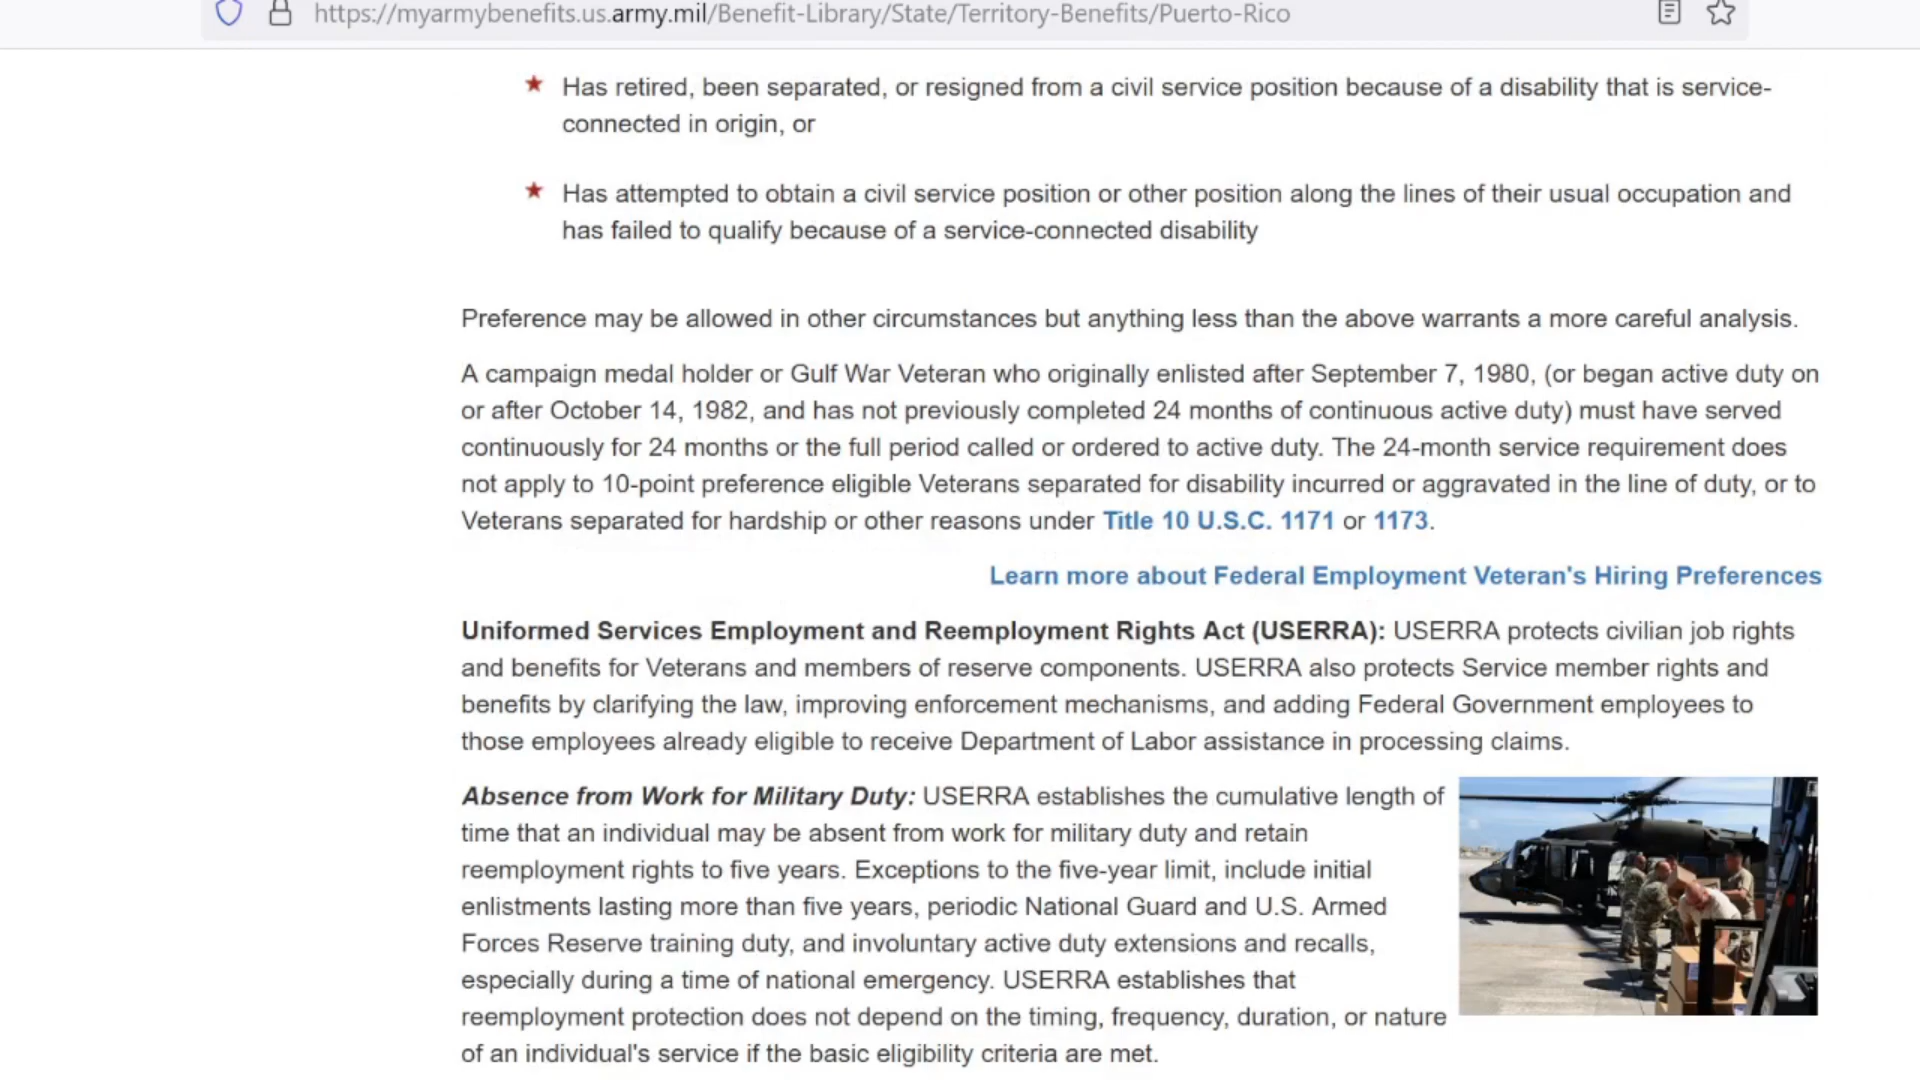 https://myarmybenefits.us.army.mil/Benefit-Library/State/Territory-Benefits/Puerto-Rico
Has retired, been separated, or resigned from a civil service position because of a disability that is service-
connected in origin, or
Has attempted to obtain a civil service position or other position along the lines of their usual occupation and
has failed to qualify because of a service-connected disability
Preference may be allowed in other circumstances but anything less than the above warrants a more careful analysis.
A campaign medal holder or Gulf War Veteran who originally enlisted after September 7, 1980, (or began active duty on
or after October 14, 1982, and has not previously completed 24 months of continuous active duty) must have served
continuously for 24 months or the full period called or ordered to active duty. The 24-month service requirement does
not apply to 10-point preference eligible Veterans separated for disability incurred or aggravated in the line of duty, or to
Veterans separated for hardship or other reasons under Title 10 U.S.C. 1171 or 1173.
Learn more about Federal Employment Veteran's Hiring Preferences
Uniformed Services Employment and Reemployment Rights Act (USERRA): USERRA protects civilian job rights
and benefits for Veterans and members of reserve components. USERRA also protects Service member rights and
benefits by clarifying the law, improving enforcement mechanisms, and adding Federal Government employees to
those employees already eligible to receive Department of Labor assistance in processing claims.
Absence from Work for Military Duty: USERRA establishes the cumulative length of
time that an individual may be absent from work for military duty and retain
reemployment rights to five years. Exceptions to the five-year limit, include initial
enlistments lasting more than five years, periodic National Guard and U.S. Armed
Forces Reserve training duty, and involuntary active duty extensions and recalls,
especially during a time of national emergency. USERRA establishes that
reemployment protection does not depend on the timing, frequency, duration, or nature
of an individual's service if the basic eligibility criteria are met.